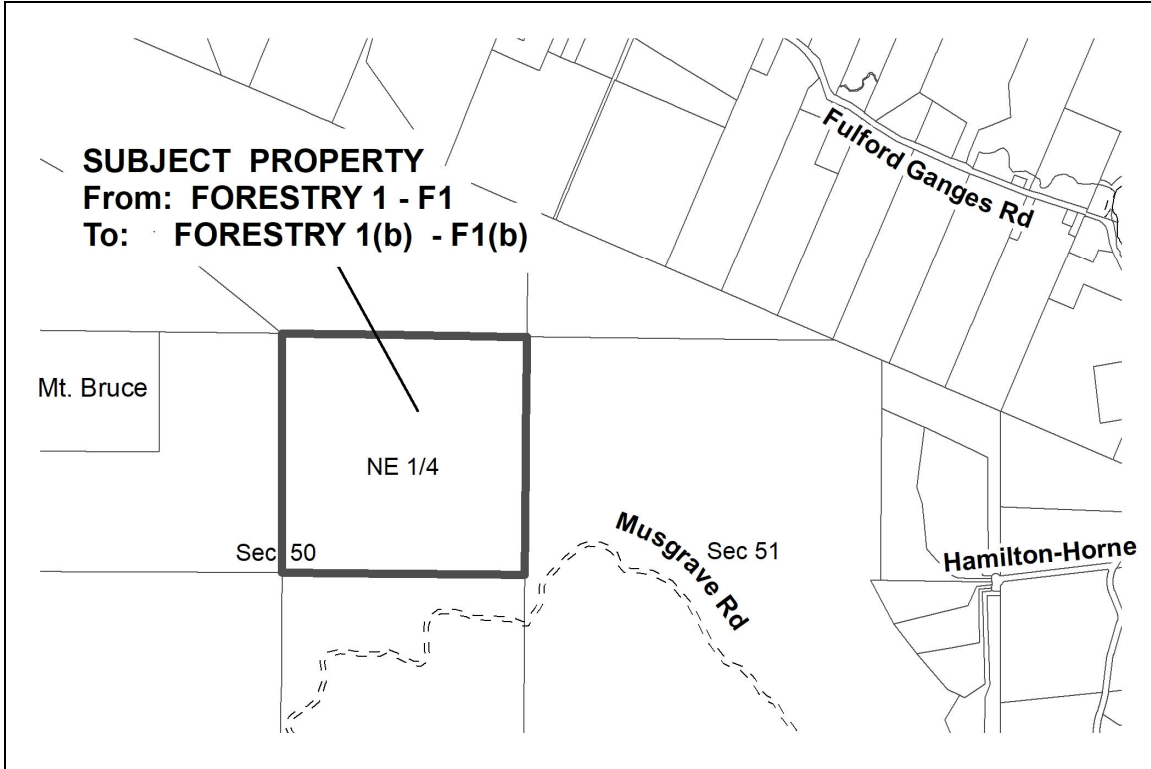 SUBJECT PROPERTY
From: FORESTRY 1 - F1
To: FORESTRY 1(b) - F1(b)
Fulford Ganges Rd
Mt. Bruce
NE 1/4
Sec 50
Musgrave Rd
Sec 51
Hamilton-Horne